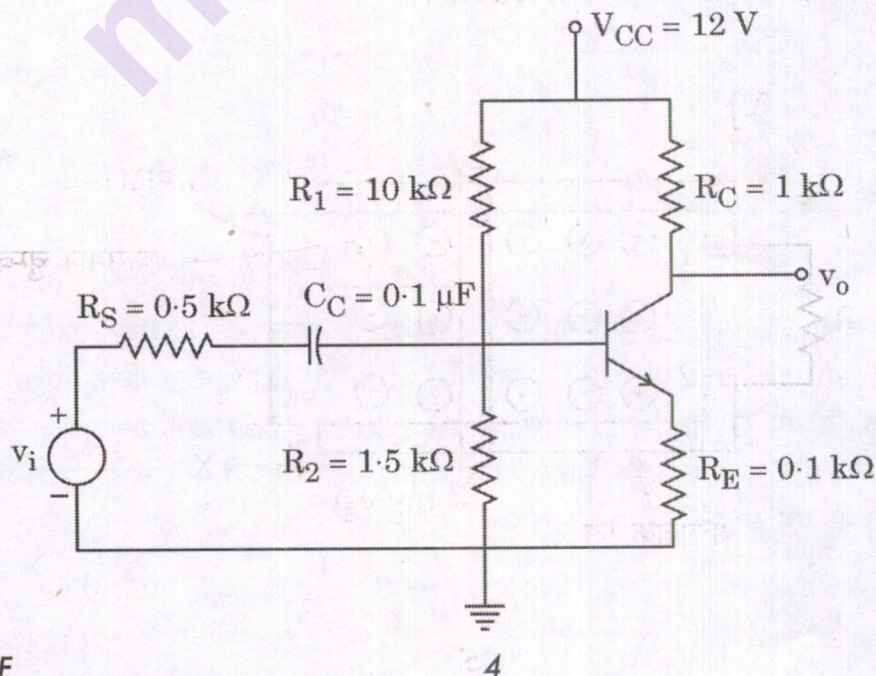 V_CC = 12 V
R_1 = 10 kΩ
R_C = 1 kΩ
v_o
R_S = 0·5 kΩ
C_C = 0·1 μF
+
v_i
−
R_2 = 1·5 kΩ
R_E = 0·1 kΩ
4